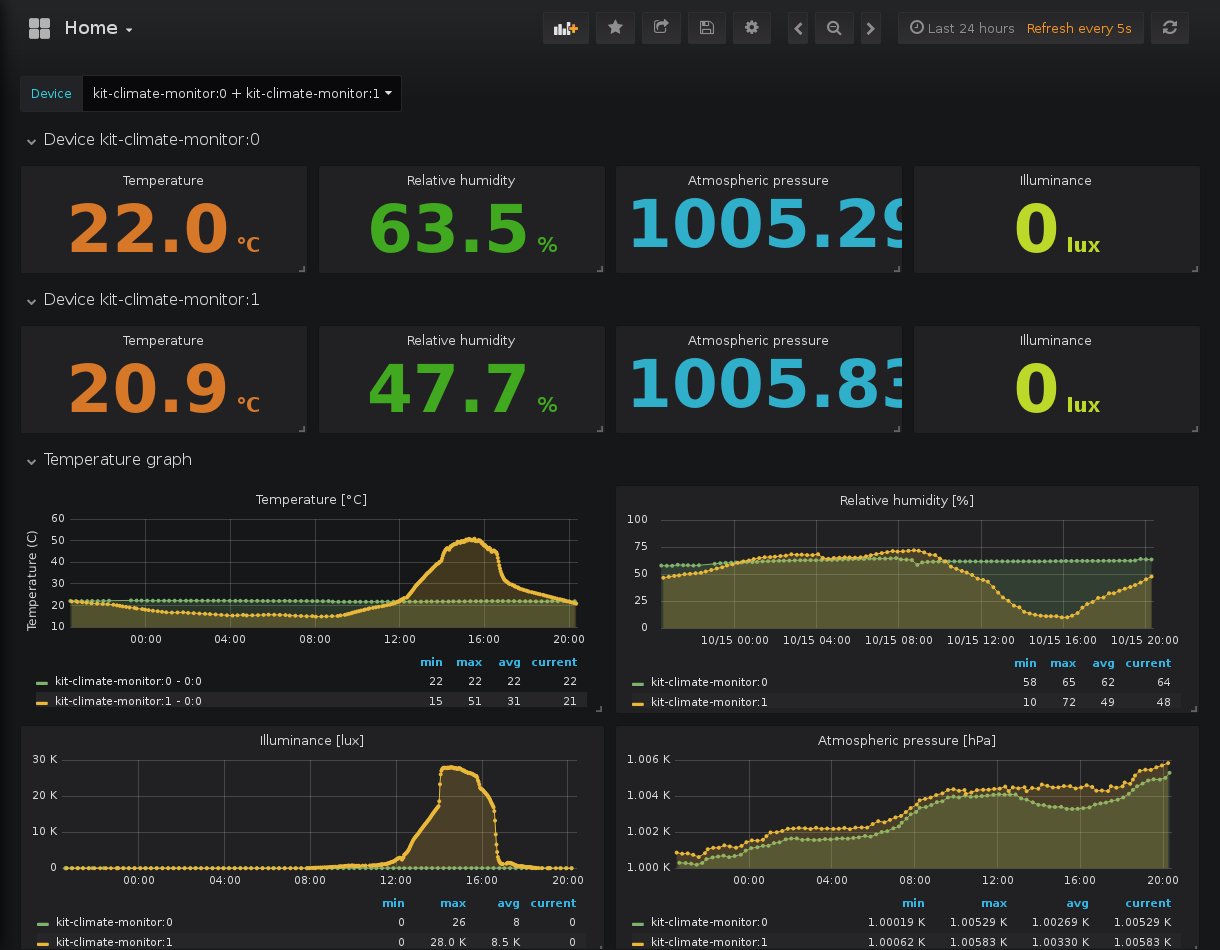 Home
Last 24 hours Refresh every 5s
Device kit-climate-monitor:0 + kit-climate-monitor:1
Device kit-climate-monitor:0
Temperature Relative humidity Atmospheric pressure Illuminance
22.0 °C 63.5 % 1005.29 0 lux
Device kit-climate-monitor:1
Temperature Relative humidity Atmospheric pressure Illuminance
20.9 °C 47.7 % 1005.83 0 lux
Temperature graph
Temperature [°C]
Temperature (C)
60
50
40
30
20
10
00:00 04:00 08:00 12:00 16:00 20:00
min max avg current
kit-climate-monitor:0 - 0:0 22 22 22 22
kit-climate-monitor:1 - 0:0 15 51 31 21
Relative humidity [%]
100
75
50
25
0
10/15 00:00 10/15 04:00 10/15 08:00 10/15 12:00 10/15 16:00 10/15 20:00
min max avg current
kit-climate-monitor:0 58 65 62 64
kit-climate-monitor:1 10 72 49 48
Illuminance [lux]
30 K
20 K
10 K
0
00:00 04:00 08:00 12:00 16:00 20:00
min max avg current
kit-climate-monitor:0 0 26 8 0
kit-climate-monitor:1 0 28.0 K 8.5 K 0
Atmospheric pressure [hPa]
1.006 K
1.004 K
1.002 K
1.000 K
00:00 04:00 08:00 12:00 16:00 20:00
min max avg current
kit-climate-monitor:0 1.00019 K 1.00529 K 1.00269 K 1.00529 K
kit-climate-monitor:1 1.00062 K 1.00583 K 1.00330 K 1.00583 K